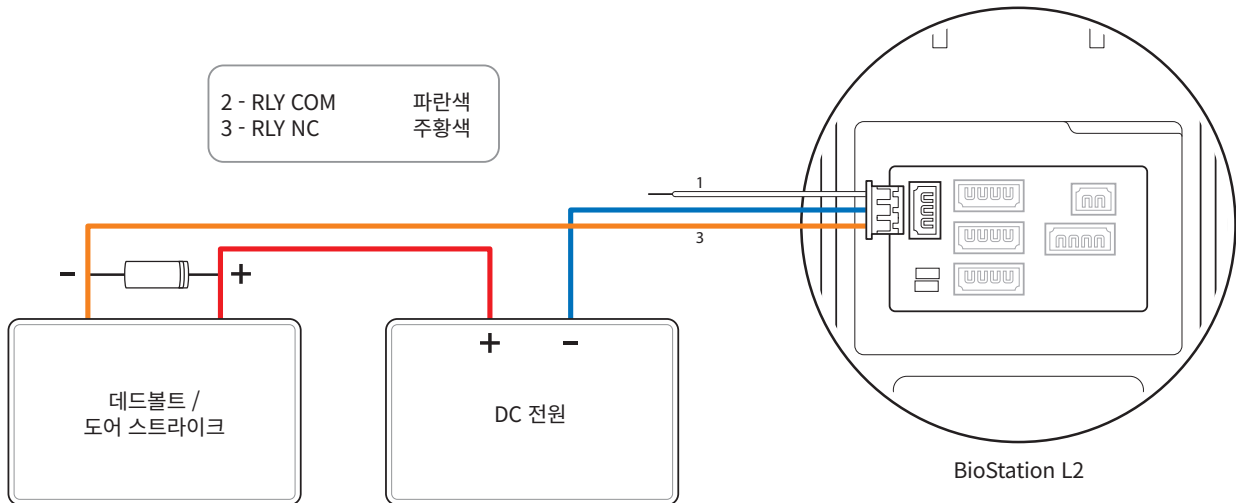 2 - RLY COM 파란색
3 - RLY NC 주황색
1
3
- +
+ -
데드볼트 /
도어 스트라이크
DC 전원
BioStation L2